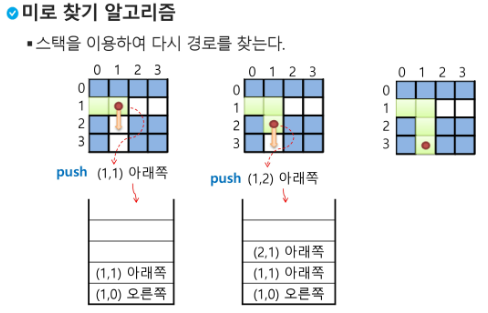 미로 찾기 알고리즘
스택을 이용하여 다시 경로를 찾는다.
0 1 2 3
0
1
2
3
push (1,1) 아래쪽
(1,1) 아래쪽
(1,0) 오른쪽
0 1 2 3
0
1
2
3
push (1,2) 아래쪽
(2,1) 아래쪽
(1,1) 아래쪽
(1,0) 오른쪽
0 1 2 3
0
1
2
3